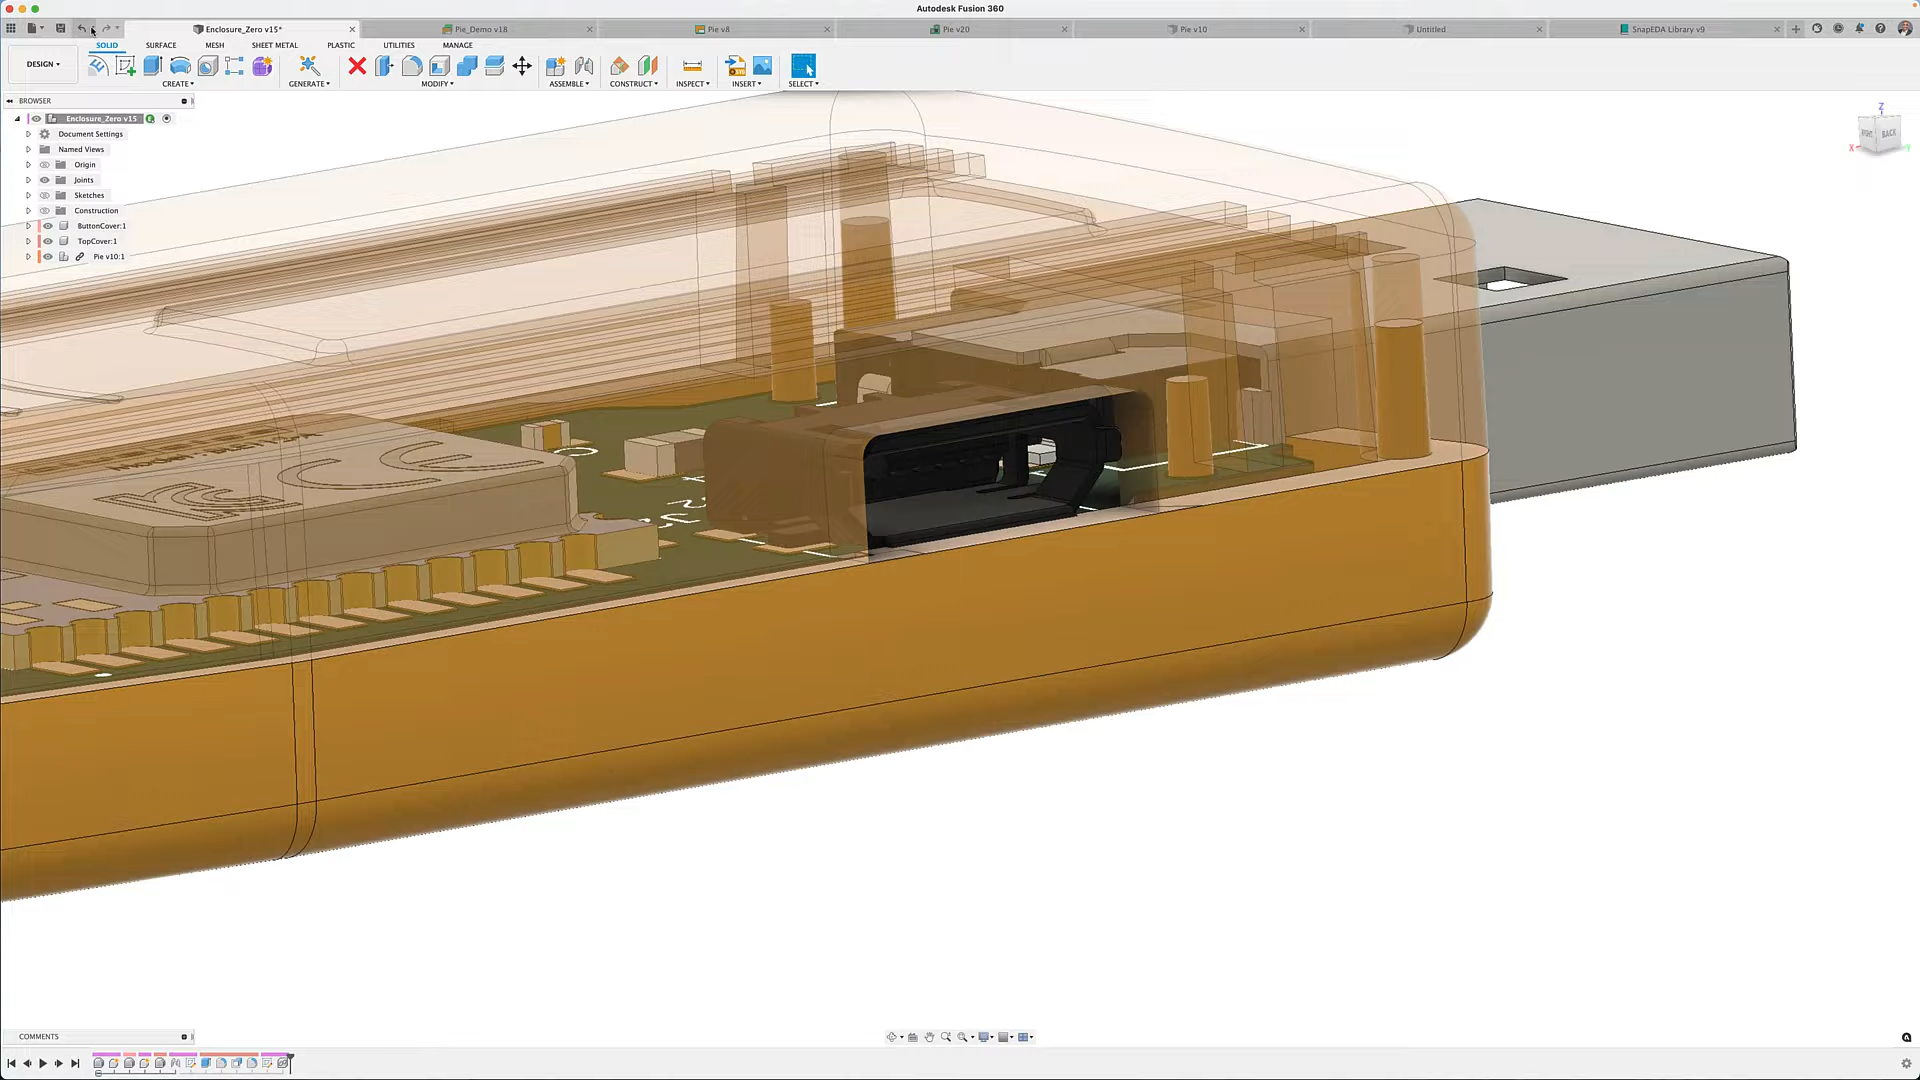 Autodesk Fusion 360
Enclosure_Zero v15*
Pie_Demo v18
Pie v8
Pie v20
Pie v10
Untitled
SnapEDA Library v9
DESIGN
SOLID
SURFACE
MESH
SHEET METAL
PLASTIC
UTILITIES
MANAGE
CREATE
GENERATE
MODIFY
ASSEMBLE
CONSTRUCT
INSPECT
INSERT
SELECT
BROWSER
Enclosure_Zero v15
Document Settings
Named Views
Origin
Joints
Sketches
Construction
ButtonCover:1
TopCover:1
Pie v10:1
Z
RIGHT
BACK
X
Y
COMMENTS